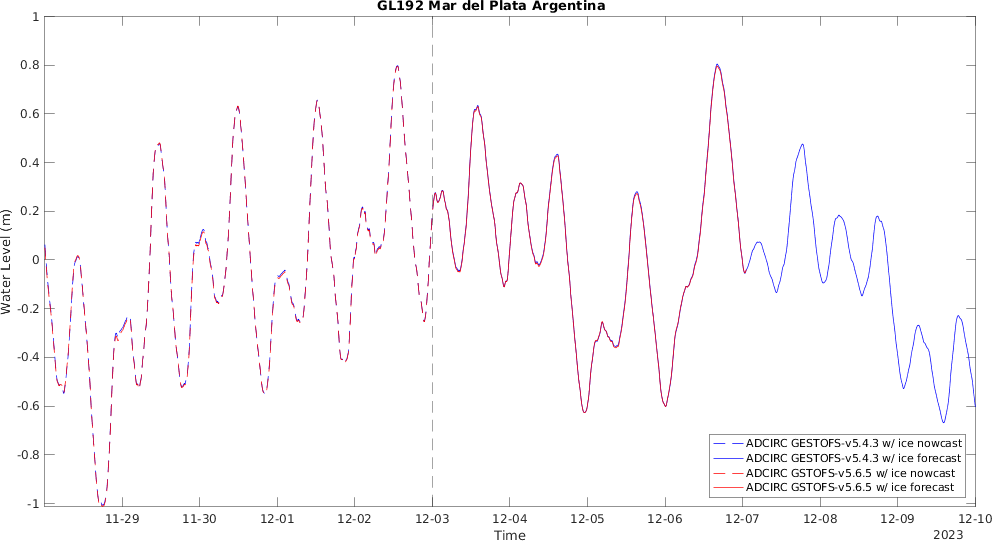 GL192 Mar del Plata Argentina
1
0.8
0.6
0.4
0.2
0
-0.2
-0.4
-0.6
-0.8
-1
Water Level (m)
11-29 11-30 12-01 12-02 12-03 12-04 12-05 12-06 12-07 12-08 12-09 12-10
Time
2023
ADCIRC GESTOFS-v5.4.3 w/ ice nowcast
ADCIRC GESTOFS-v5.4.3 w/ ice forecast
ADCIRC GSTOFS-v5.6.5 w/ ice nowcast
ADCIRC GSTOFS-v5.6.5 w/ ice forecast